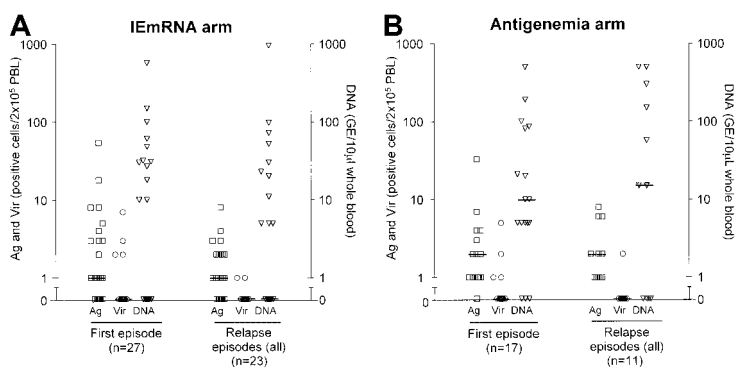 A
IEmRNA arm
Ag and Vir (positive cells/2x10⁵ PBL)
1000
100
10
1
0
1000
100
10
1
0
DNA (GE/10µl whole blood)
Ag Vir DNA
First episode
(n=27)
Ag Vir DNA
Relapse
episodes (all)
(n=23)
B
Antigenemia arm
Ag and Vir (positive cells/2x10⁵ PBL)
1000
100
10
1
0
1000
100
10
1
0
DNA (GE/10µL whole blood)
Ag Vir DNA
First episode
(n=17)
Ag Vir DNA
Relapse
episodes (all)
(n=11)